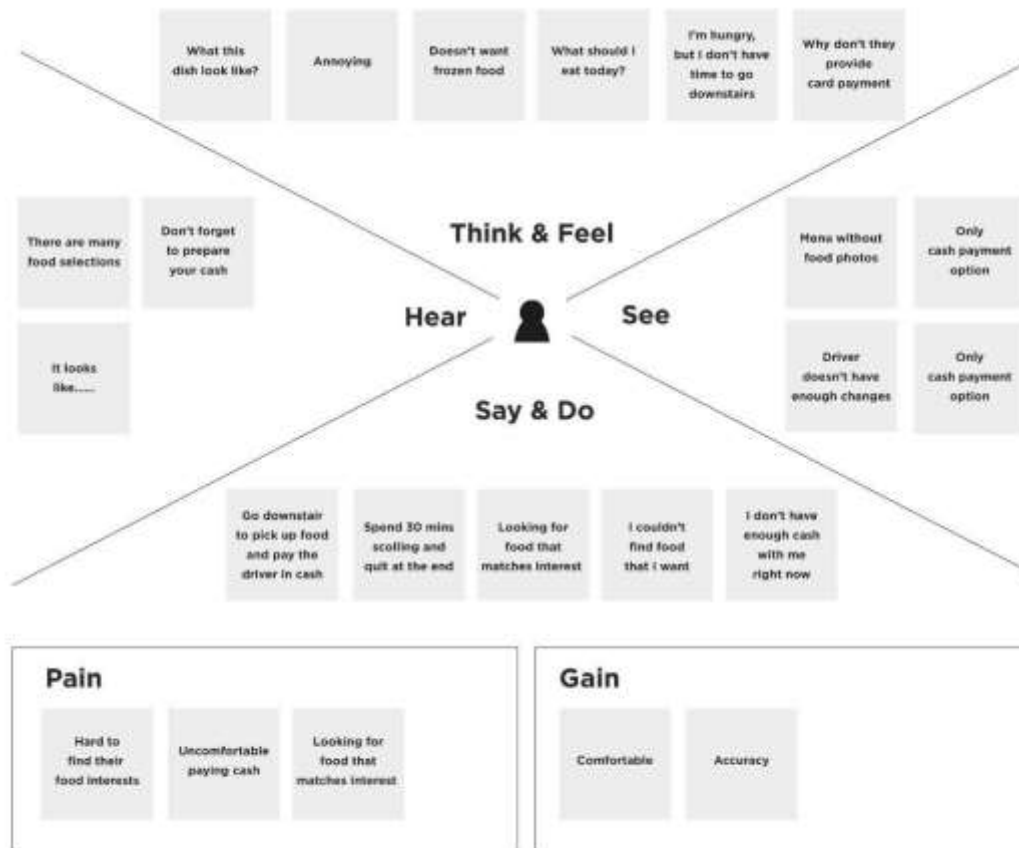 What this
dish look like?
Annoying
Doesn't want
frozen food
What should I
eat today?
I'm hungry,
but I don't have
time to go
downstairs
Why don't they
provide
card payment
Think & Feel
There are many
food selections
Don't forget
to prepare
your cash
It looks
like......
Hear
See
Menu without
food photos
Only
cash payment
option
Driver
doesn't have
enough changes
Only
cash payment
option
Say & Do
Go downstair
to pick up food
and pay the
driver in cash
Spend 30 mins
scolling and
quit at the end
Looking for
food that
matches interest
I couldn't
find food
that i want
I don't have
enough cash
with me
right now
Pain
Hard to
find their
food interests
Uncomfortable
paying cash
Looking for
food that
matches interest
Gain
Comfortable
Accuracy